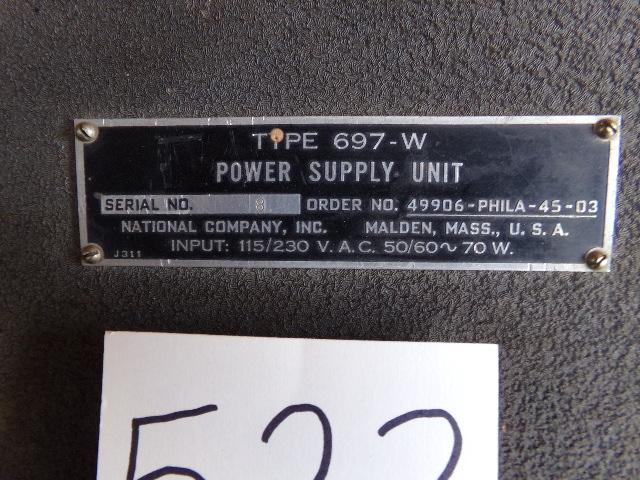 TYPE 697-W
POWER SUPPLY UNIT
SERIAL NO. 8 ORDER NO. 49906-PHILA-45-03
NATIONAL COMPANY, INC. MALDEN, MASS., U. S. A.
INPUT: 115/230 V. A.C. 50/60~ 70 W.
J311
522